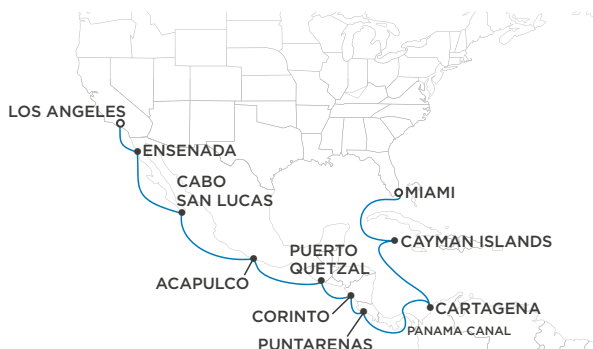 LOS ANGELES
ENSENADA
CABO
SAN LUCAS
MIAMI
CAYMAN ISLANDS
PUERTO
QUETZAL
ACAPULCO
CORINTO
CARTAGENA
PANAMA CANAL
PUNTARENAS